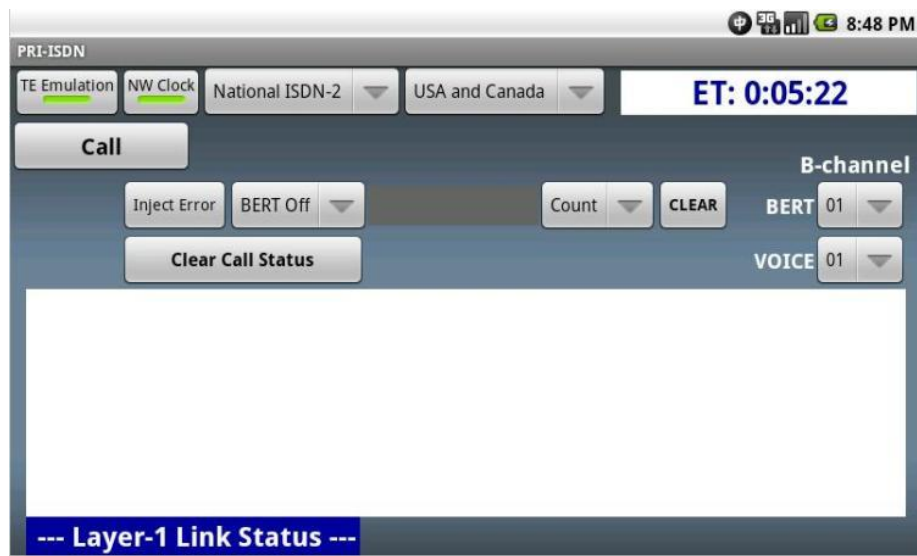 3G 8:48 PM
PRI-ISDN
TE Emulation NW Clock National ISDN-2 USA and Canada ET: 0:05:22
Call
B-channel
Inject Error BERT Off Count CLEAR BERT 01
Clear Call Status VOICE 01
--- Layer-1 Link Status ---